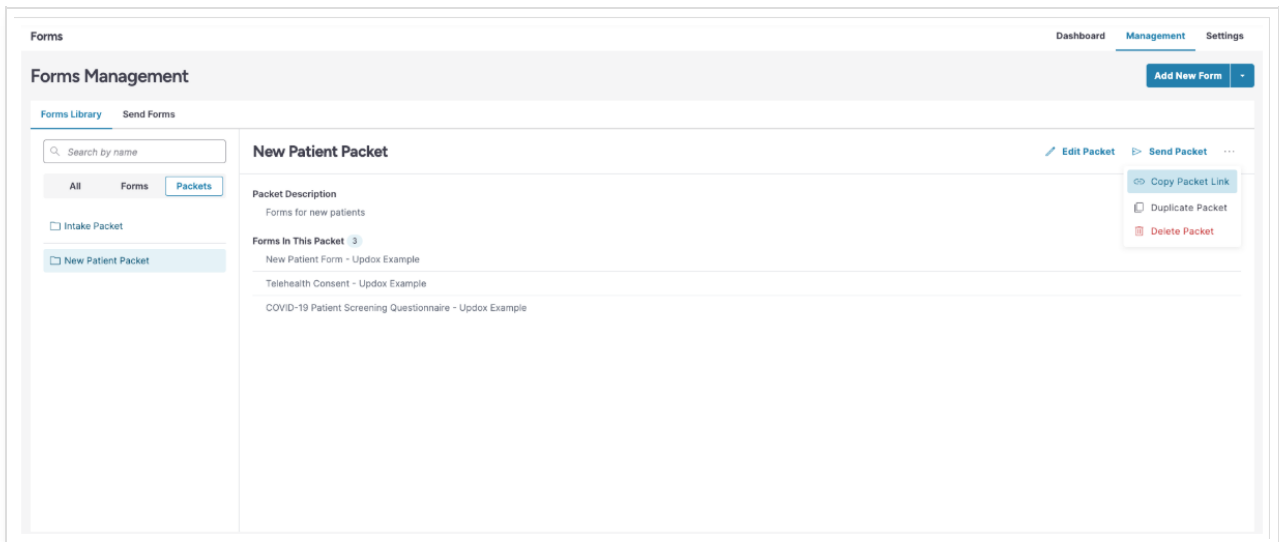 Forms
Dashboard Management Settings
Forms Management
Add New Form
Forms Library Send Forms
Search by name
All Forms Packets
Intake Packet
New Patient Packet
New Patient Packet
Edit Packet Send Packet ...
Copy Packet Link
Duplicate Packet
Delete Packet
Packet Description
Forms for new patients
Forms In This Packet 3
New Patient Form - Updox Example
Telehealth Consent - Updox Example
COVID-19 Patient Screening Questionnaire - Updox Example